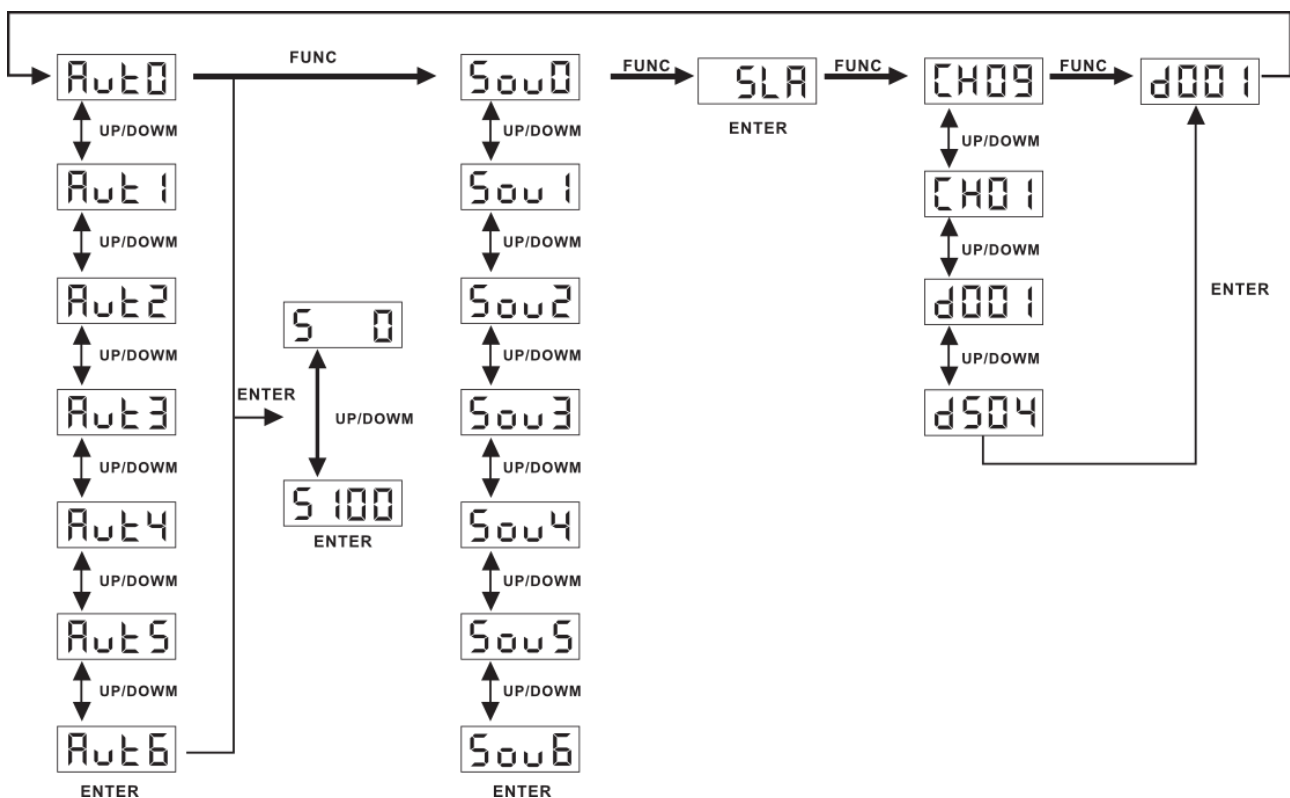 Aut0
FUNC
Sou0
FUNC
SLA
FUNC
CH09
FUNC
d001
UP/DOWM
UP/DOWM
ENTER
UP/DOWM
Aut1
Sou1
CH01
UP/DOWM
UP/DOWM
UP/DOWM
Aut2
S 0
Sou2
d001
ENTER
UP/DOWM
UP/DOWM
UP/DOWM
Aut3
ENTER
UP/DOWM
Sou3
dS04
UP/DOWM
UP/DOWM
Aut4
S 100
Sou4
ENTER
UP/DOWM
UP/DOWM
Aut5
Sou5
UP/DOWM
UP/DOWM
Aut6
Sou6
ENTER
ENTER